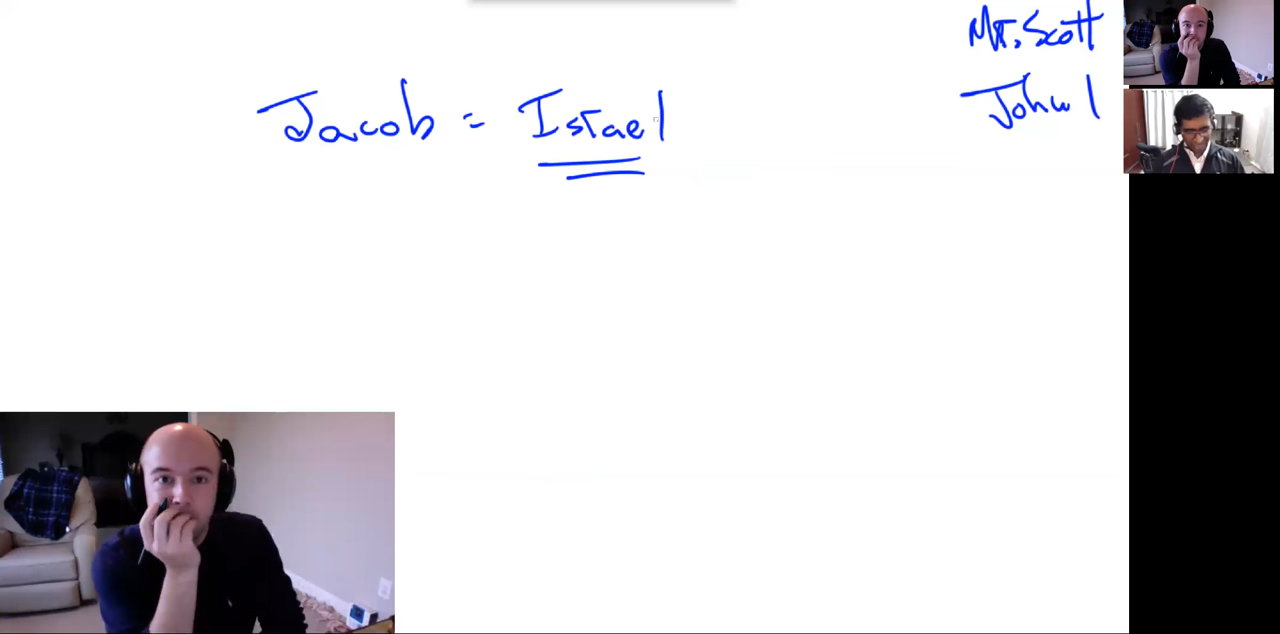 Mr. Scott
John 1
Jacob = Israel